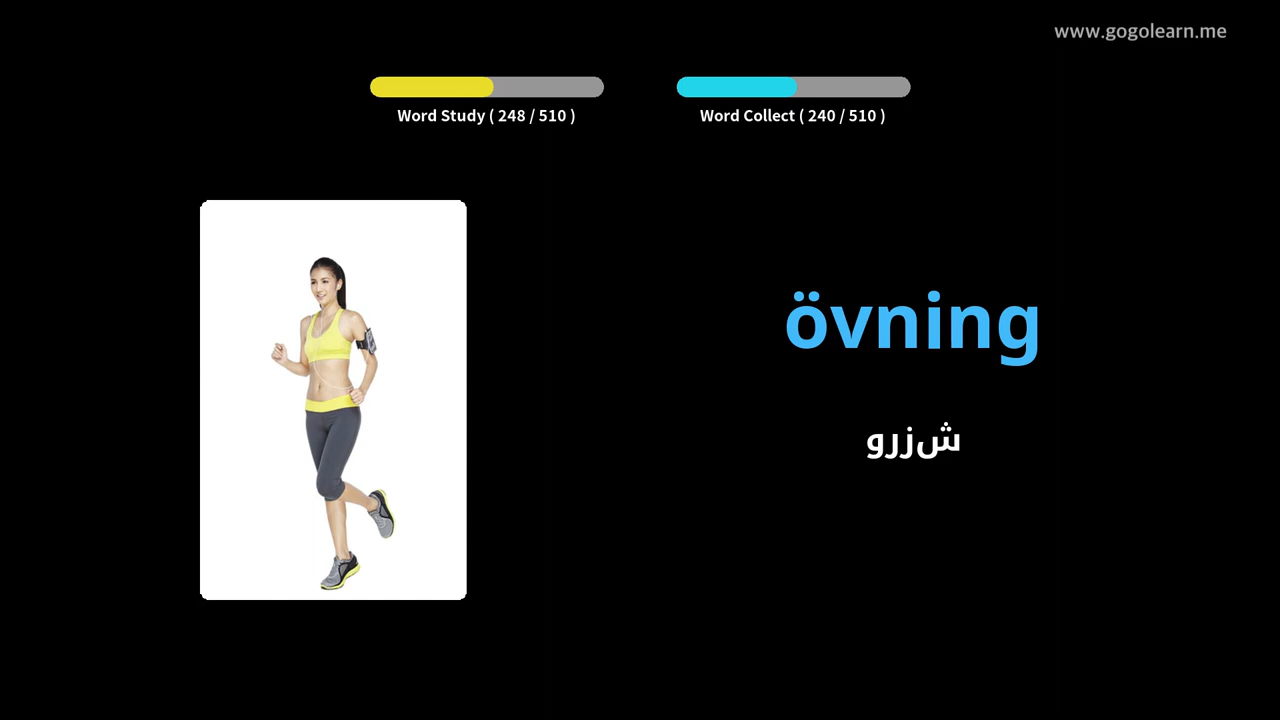 www.gogolearn.me
Word Study ( 248 / 510 )
Word Collect ( 240 / 510 )
övning
ش‌زرو